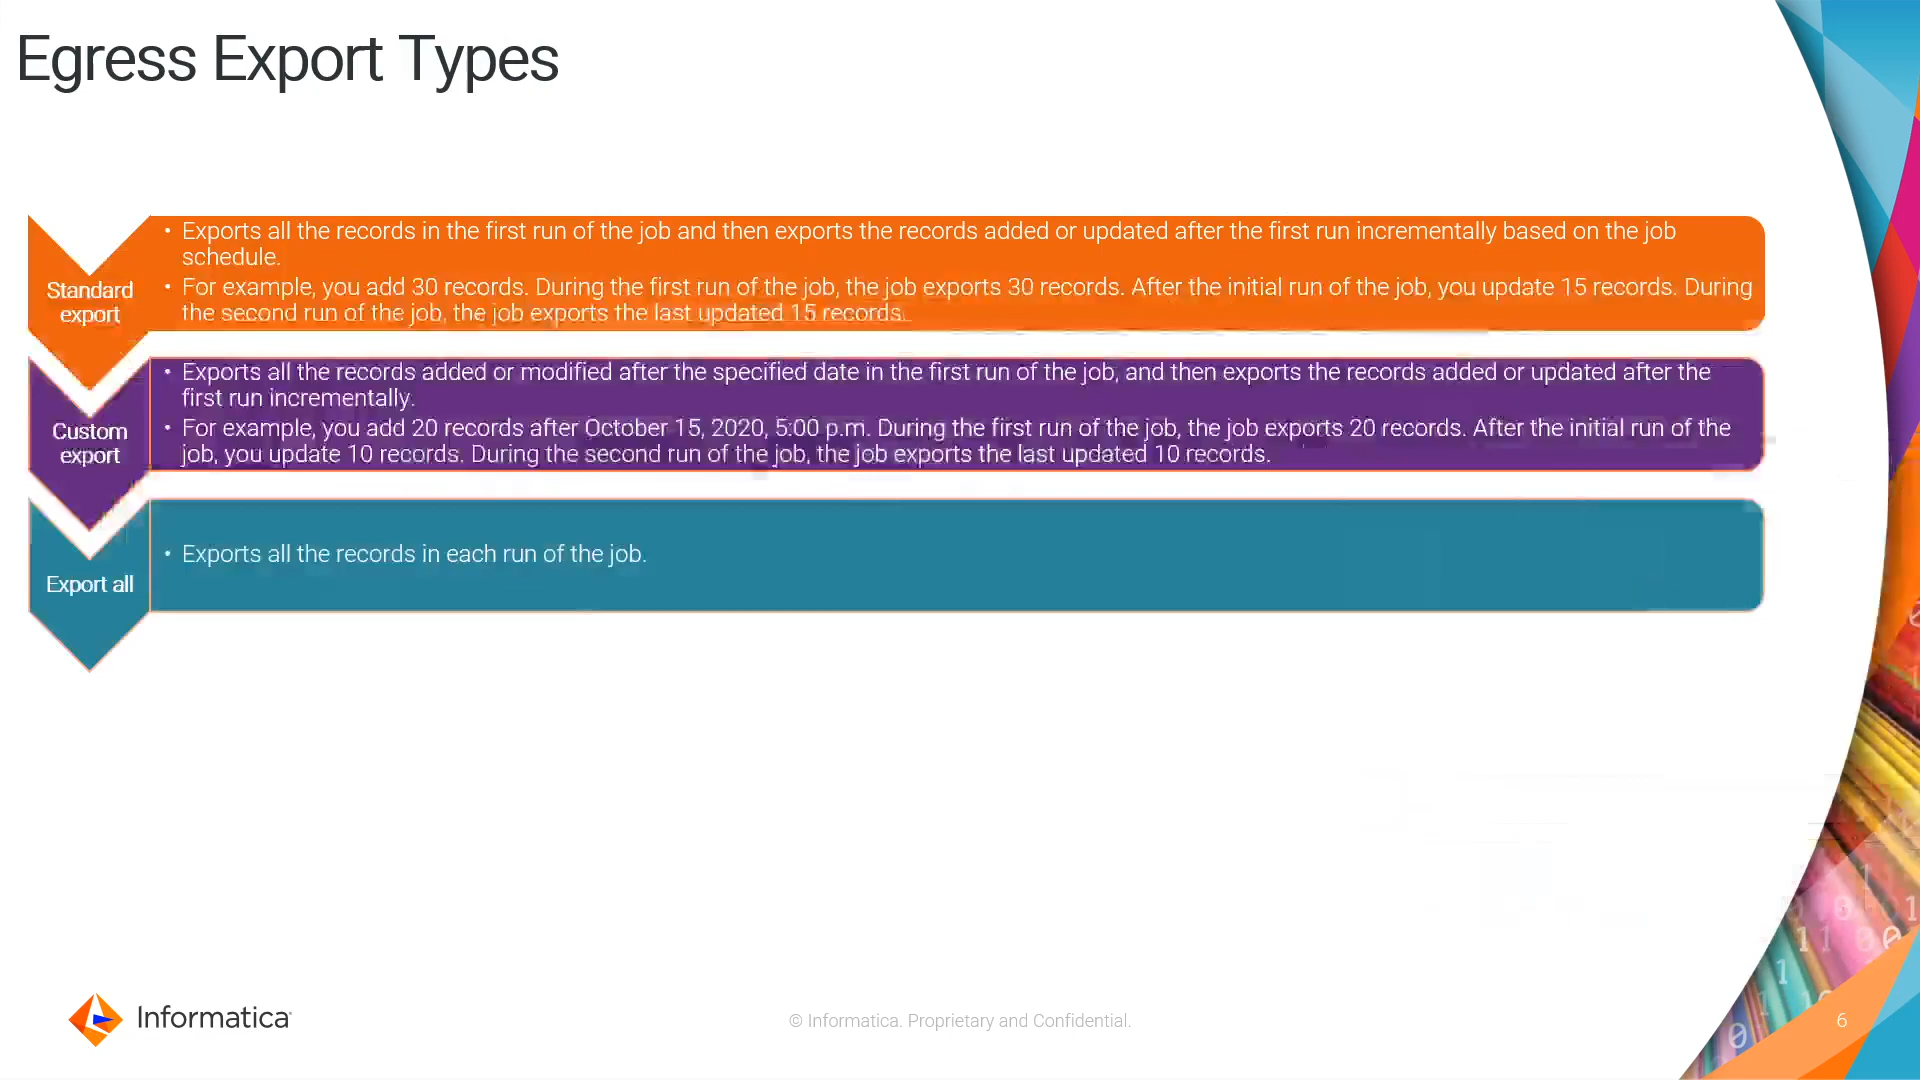 Egress Export Types
Standard
export
• Exports all the records in the first run of the job and then exports the records added or updated after the first run incrementally based on the job
schedule.
• For example, you add 30 records. During the first run of the job, the job exports 30 records. After the initial run of the job, you update 15 records. During
the second run of the job, the job exports the last updated 15 records.
Custom
export
• Exports all the records added or modified after the specified date in the first run of the job, and then exports the records added or updated after the
first run incrementally.
• For example, you add 20 records after October 15, 2020, 5:00 p.m. During the first run of the job, the job exports 20 records. After the initial run of the
job, you update 10 records. During the second run of the job, the job exports the last updated 10 records.
Export all
• Exports all the records in each run of the job.
Informatica
© Informatica. Proprietary and Confidential.
6